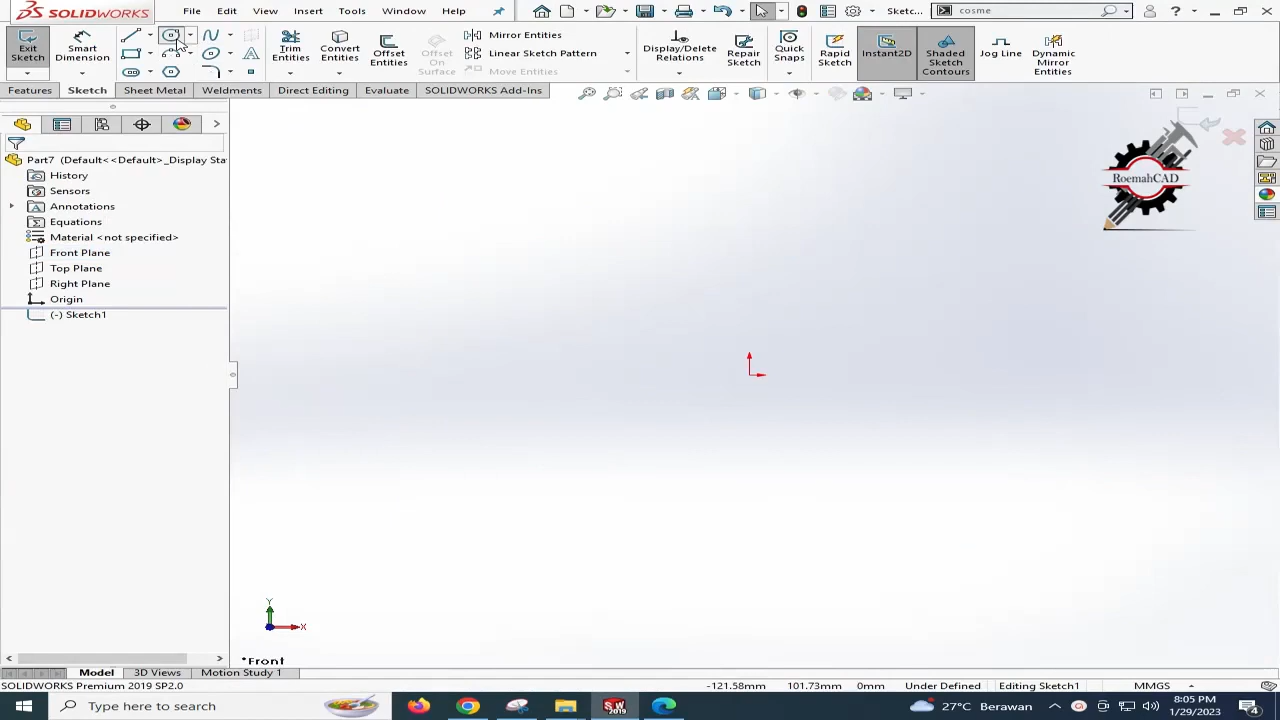 SOLIDWORKS File Edit View Insert Tools Window Help Sketc... cosme
Exit Sketch
Smart Dimension
Trim Entities
Convert Entities
Offset Entities
Offset On Surface
Mirror Entities
Linear Sketch Pattern
Move Entities
Display/Delete Relations
Repair Sketch
Quick Snaps
Rapid Sketch
Instant2D
Shaded Sketch Contours
Jog Line
Dynamic Mirror Entities
Features Sketch Sheet Metal Weldments Direct Editing Evaluate SOLIDWORKS Add-Ins
Part7 (Default<<Default>_Display Sta
History
Sensors
Annotations
Equations
Material <not specified>
Front Plane
Top Plane
Right Plane
Origin
(-) Sketch1
RoemahCAD
Y
X
*Front
Model 3D Views Motion Study 1
SOLIDWORKS Premium 2019 SP2.0 -121.58mm 101.73mm 0mm Under Defined Editing Sketch1 MMGS
Type here to search
SW
2019
27°C Berawan
8:05 PM
1/29/2023
4